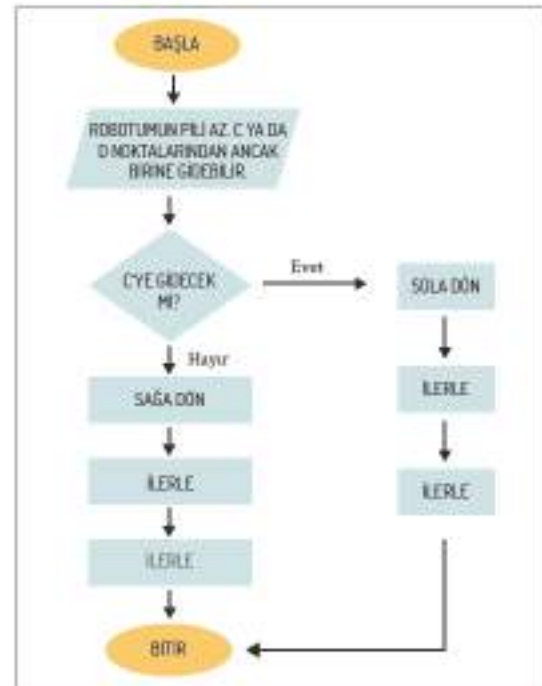 BAŞLA
ROBOTUMUN PİLİ AZ. C YA DA
D NOKTALARINDAN ANCAK
BİRİNE GİDEBİLİR
C'YE GİDECEK
Mİ?
Evet
SOLA DÖN
İLERLE
İLERLE
Hayır
SAĞA DÖN
İLERLE
İLERLE
BİTİR